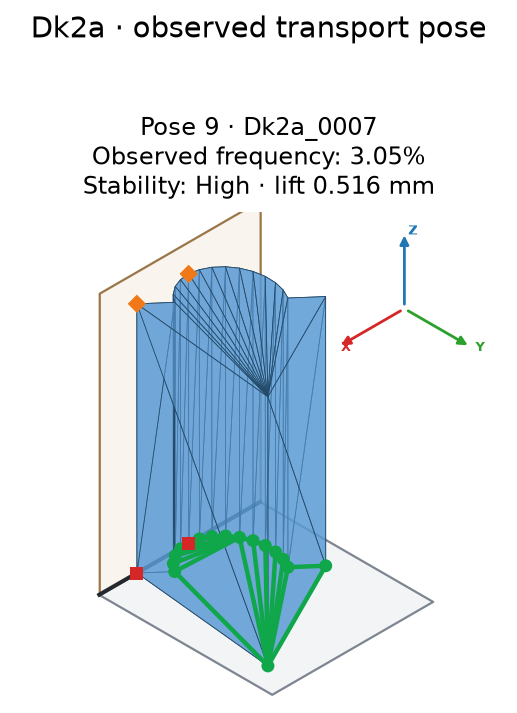 Dk2a · observed transport pose
Pose 9 · Dk2a_0007
Observed frequency: 3.05%
Stability: High · lift 0.516 mm
Z
X
Y